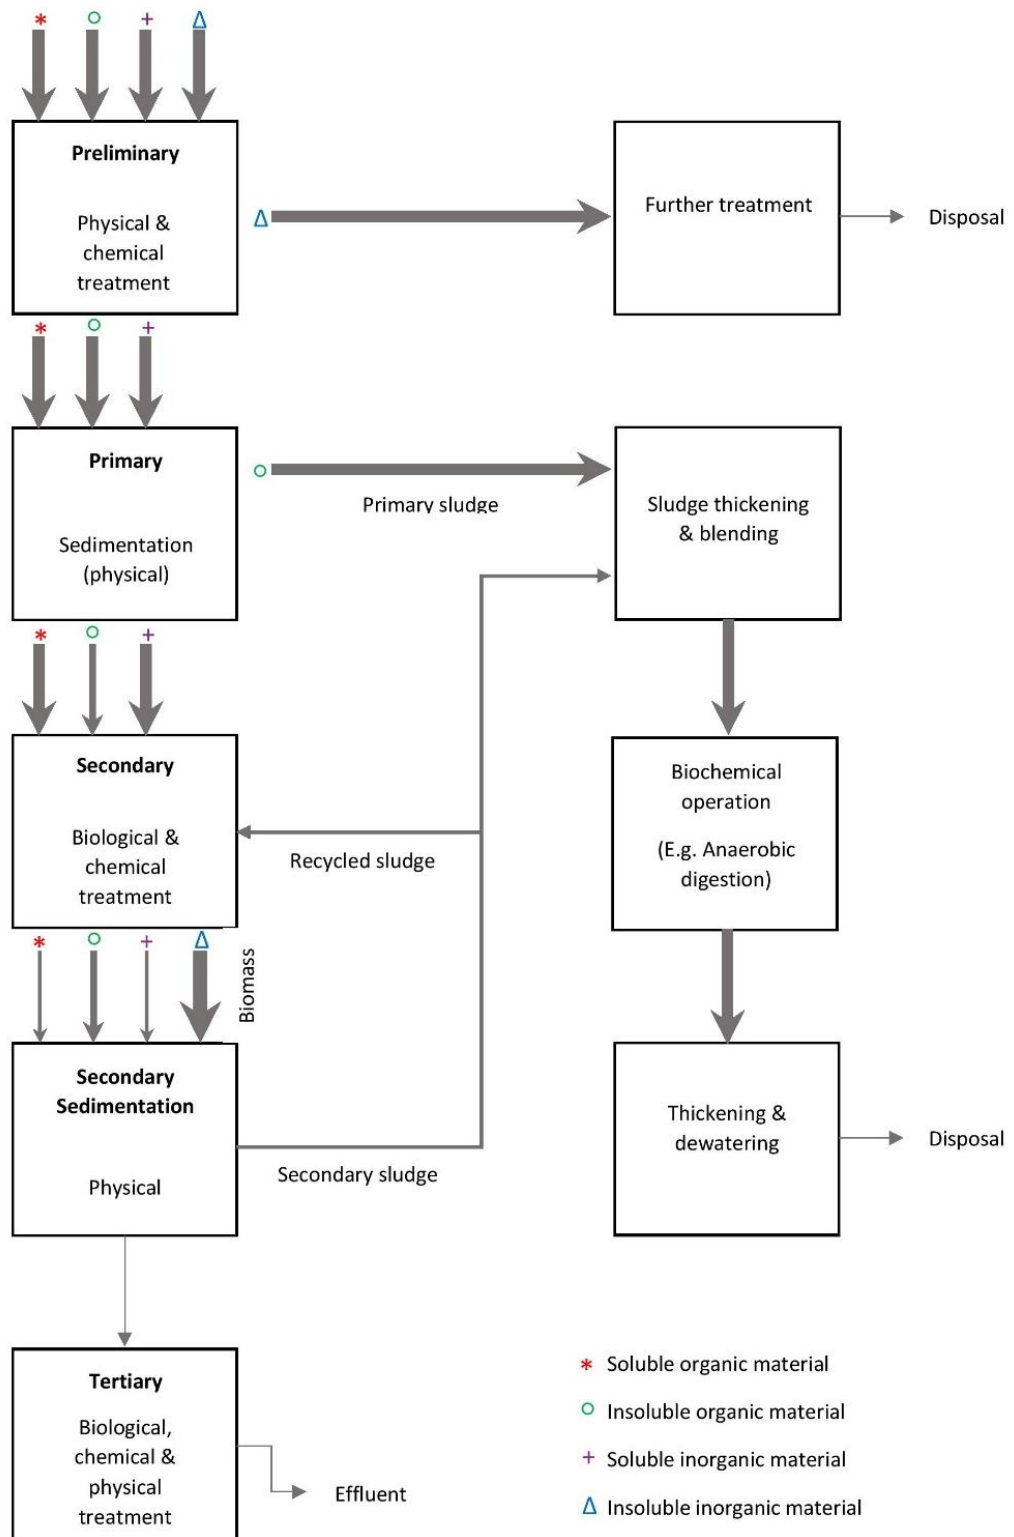 * ○ + Δ
Preliminary
Physical &
chemical
treatment
Δ
Further treatment
Disposal
* ○ +
Primary
Sedimentation
(physical)
○
Primary sludge
Sludge thickening
& blending
* ○ +
Secondary
Biological &
chemical
treatment
Recycled sludge
Biochemical
operation
(E.g. Anaerobic
digestion)
* ○ + Δ
Biomass
Secondary
Sedimentation
Physical
Secondary sludge
Thickening &
dewatering
Disposal
Tertiary
Biological,
chemical &
physical
treatment
Effluent
* Soluble organic material
○ Insoluble organic material
+ Soluble inorganic material
Δ Insoluble inorganic material